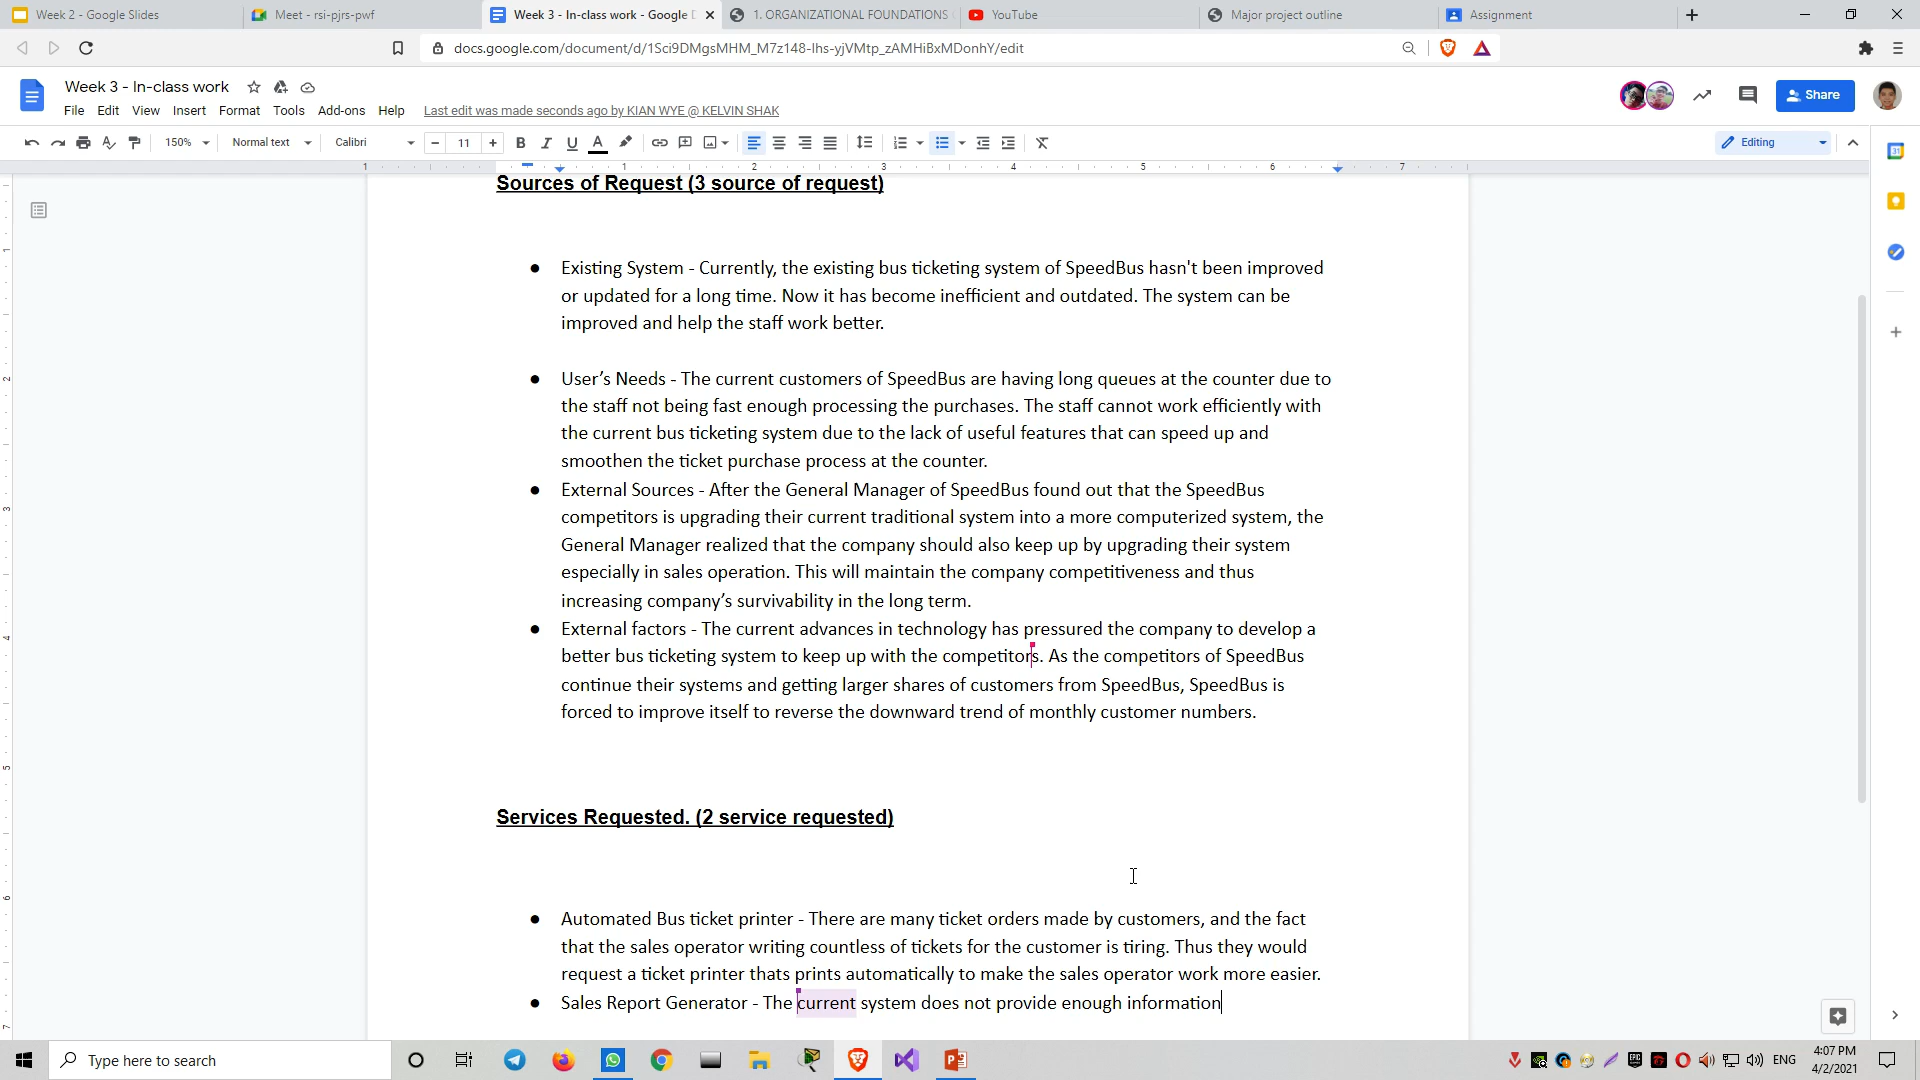 Week 2 - Google Slides
Meet - rsi-pjrs-pwf
Week 3 - In-class work - Google D
1. ORGANIZATIONAL FOUNDATIONS
YouTube
Major project outline
Assignment
docs.google.com/document/d/1Sci9DMgsMHM_M7z148-lhs-yjVMtp_zAMHiBxMDonhY/edit
Week 3 - In-class work
File Edit View Insert Format Tools Add-ons Help Last edit was made seconds ago by KIAN WYE @ KELVIN SHAK
Share
150% Normal text Calibri 11 Editing
Sources of Request (3 source of request)
● Existing System - Currently, the existing bus ticketing system of SpeedBus hasn't been improved
or updated for a long time. Now it has become inefficient and outdated. The system can be
improved and help the staff work better.
● User’s Needs - The current customers of SpeedBus are having long queues at the counter due to
the staff not being fast enough processing the purchases. The staff cannot work efficiently with
the current bus ticketing system due to the lack of useful features that can speed up and
smoothen the ticket purchase process at the counter.
● External Sources - After the General Manager of SpeedBus found out that the SpeedBus
competitors is upgrading their current traditional system into a more computerized system, the
General Manager realized that the company should also keep up by upgrading their system
especially in sales operation. This will maintain the company competitiveness and thus
increasing company’s survivability in the long term.
● External factors - The current advances in technology has pressured the company to develop a
better bus ticketing system to keep up with the competitors. As the competitors of SpeedBus
continue their systems and getting larger shares of customers from SpeedBus, SpeedBus is
forced to improve itself to reverse the downward trend of monthly customer numbers.
Services Requested. (2 service requested)
● Automated Bus ticket printer - There are many ticket orders made by customers, and the fact
that the sales operator writing countless of tickets for the customer is tiring. Thus they would
request a ticket printer thats prints automatically to make the sales operator work more easier.
● Sales Report Generator - The current system does not provide enough information
Type here to search
ENG
4:07 PM
4/2/2021